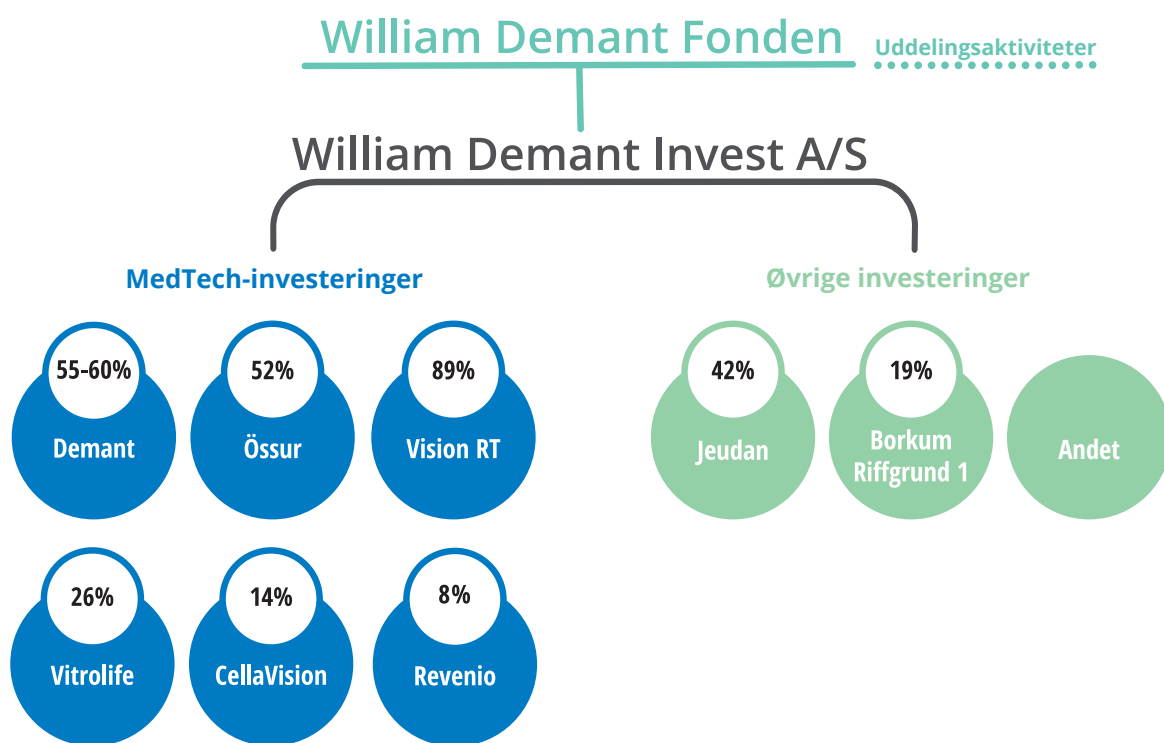 William Demant Fonden
Uddelingsaktiviteter
William Demant Invest A/S
MedTech-investeringer
Øvrige investeringer
55-60%
Demant
52%
Össur
89%
Vision RT
42%
Jeudan
19%
Borkum
Riffgrund 1
Andet
26%
Vitrolife
14%
CellaVision
8%
Revenio